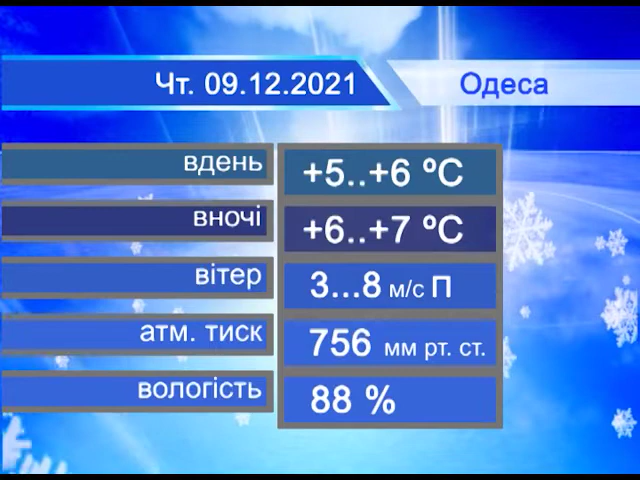 Чт. 09.12.2021 Одеса
вдень +5..+6 ºC
вночі +6..+7 ºC
вітер 3...8 м/с П
атм. тиск 756 мм рт. ст.
вологість 88 %